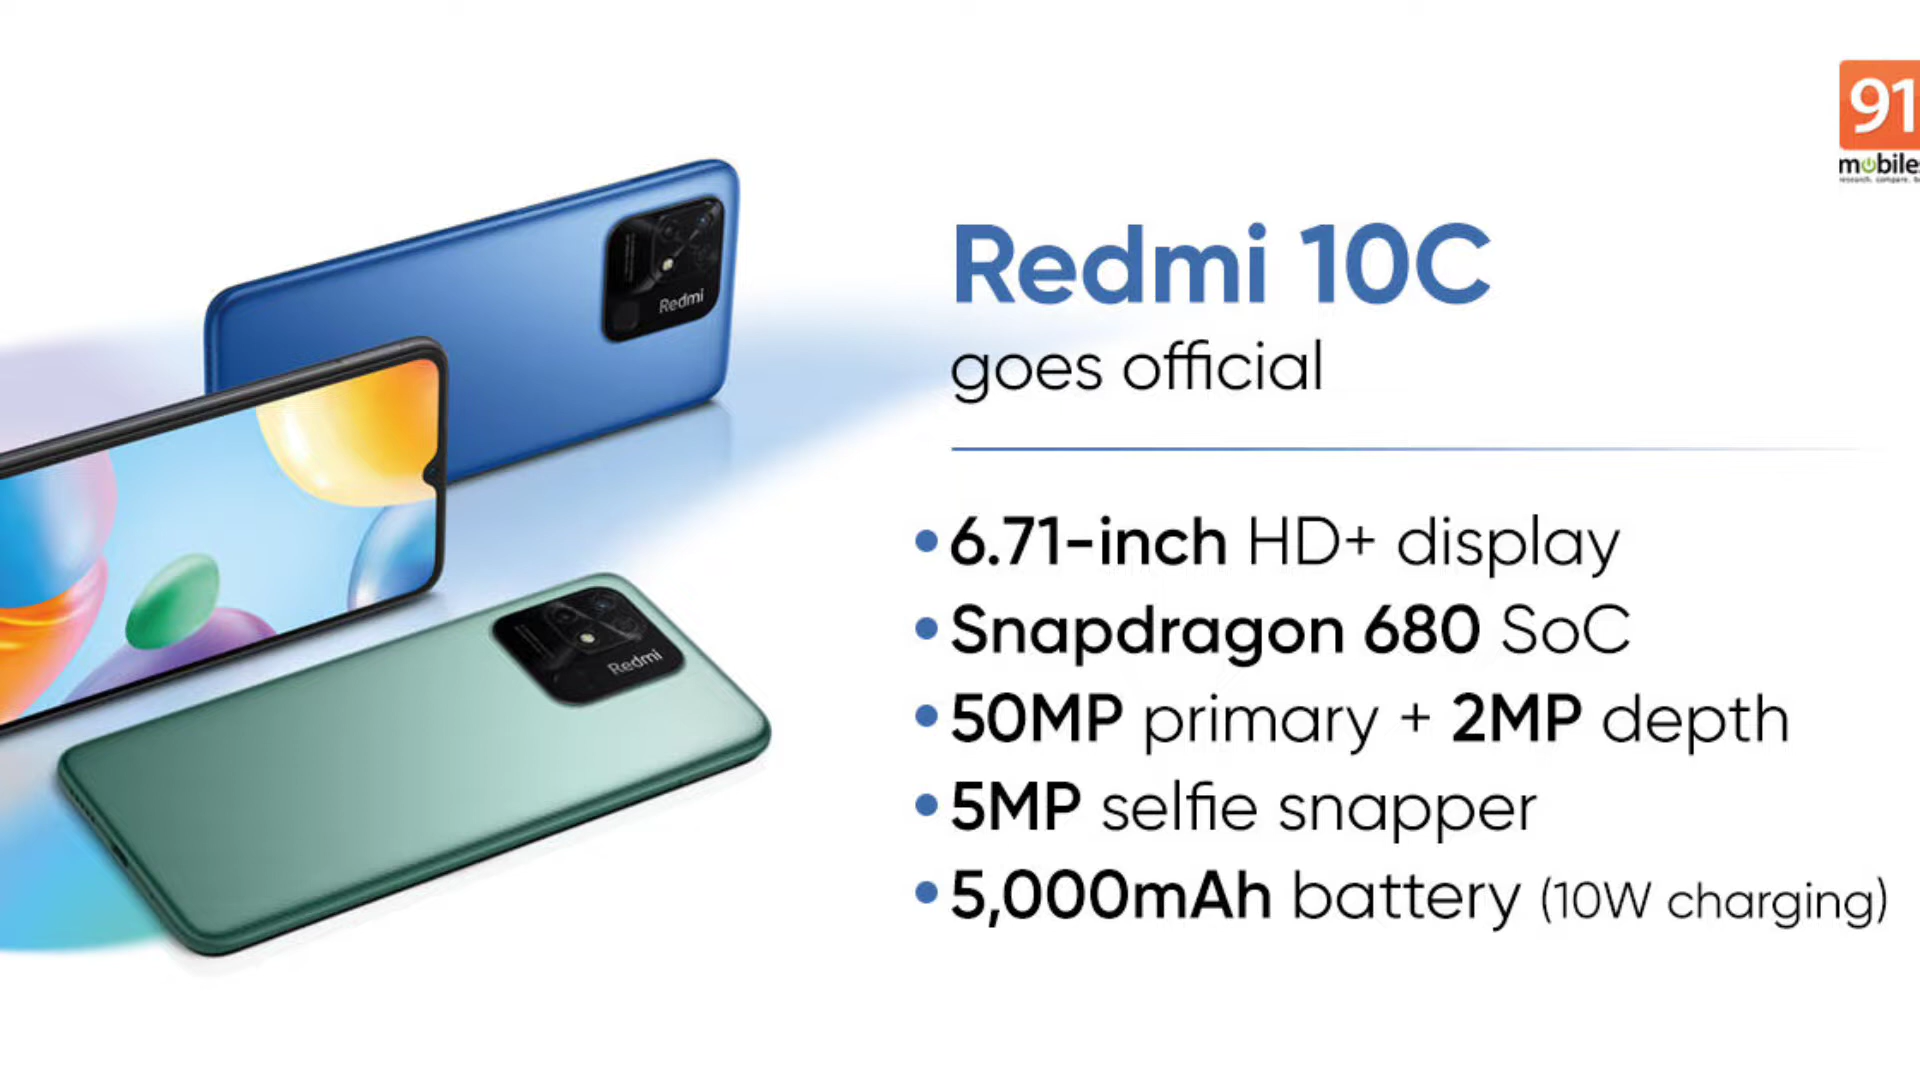 91
mobiles
Redmi 10C
goes official
Redmi
Redmi
6.71-inch HD+ display
Snapdragon 680 SoC
50MP primary + 2MP depth
5MP selfie snapper
5,000mAh battery (10W charging)